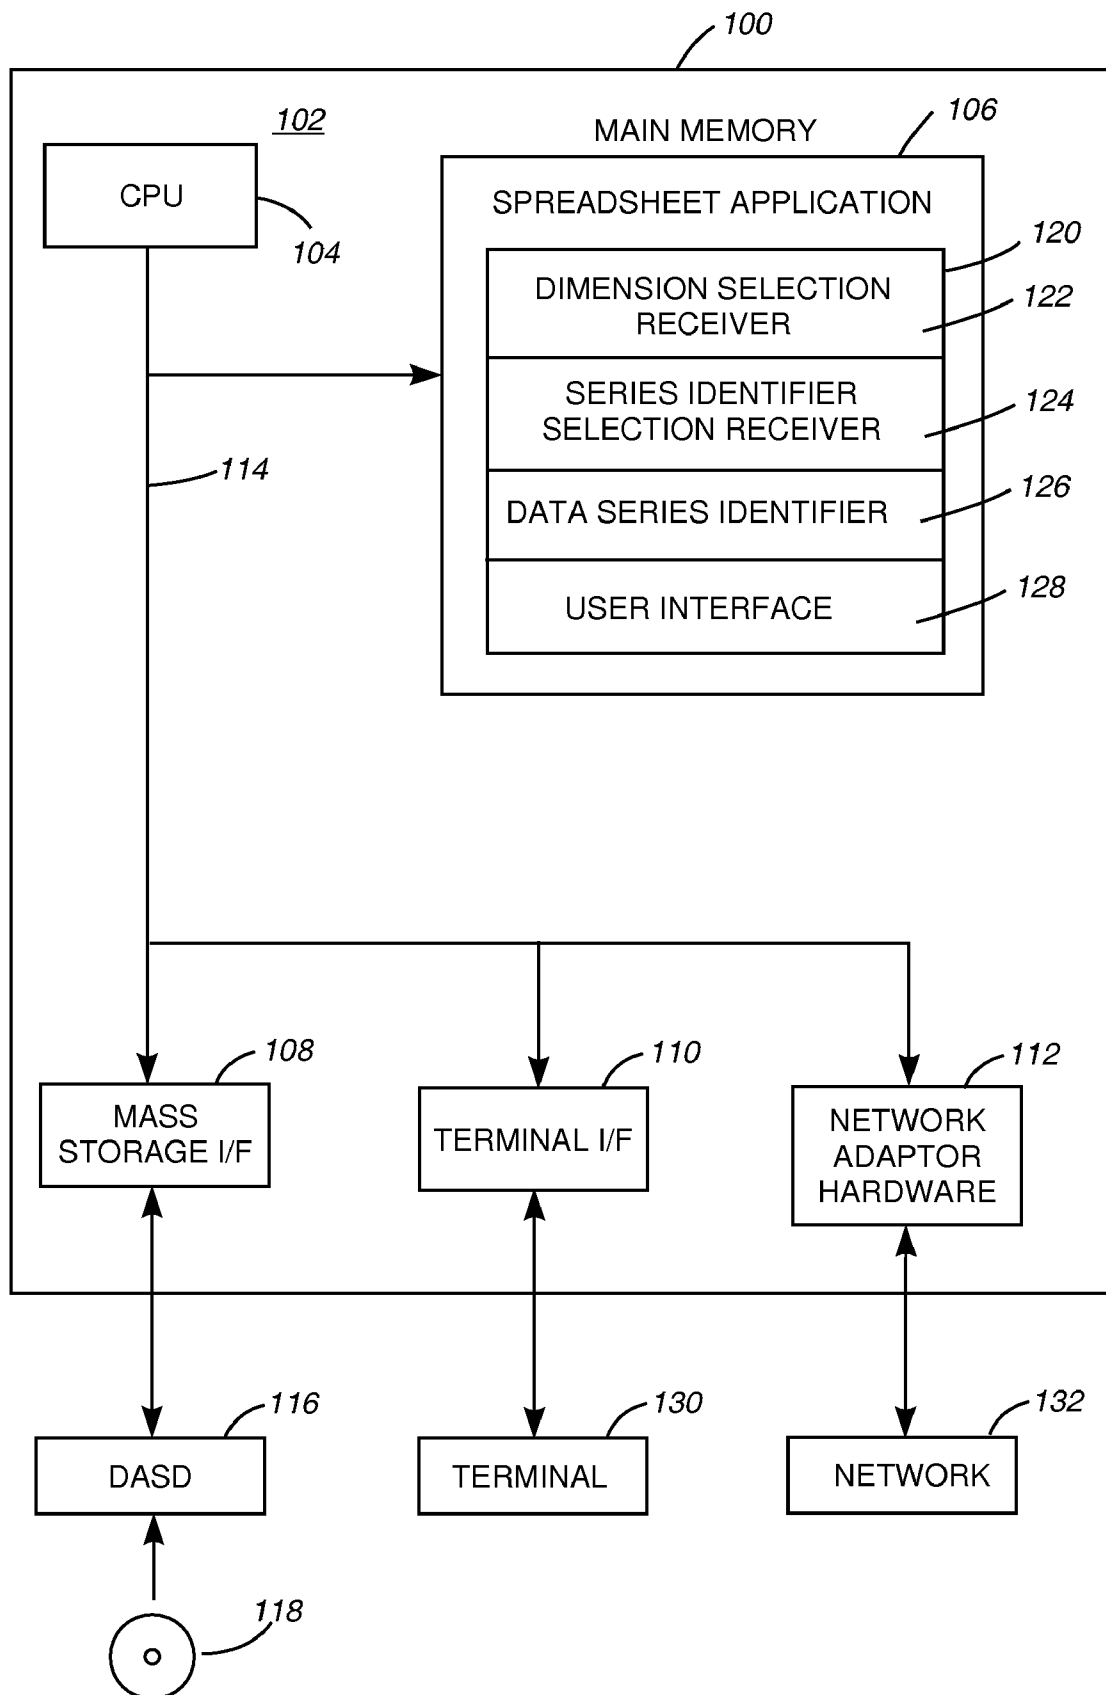 100
102
MAIN MEMORY
106
CPU
104
SPREADSHEET APPLICATION
120
DIMENSION SELECTION
RECEIVER
122
SERIES IDENTIFIER
SELECTION RECEIVER
124
114
DATA SERIES IDENTIFIER
126
USER INTERFACE
128
108
110
112
MASS
STORAGE I/F
TERMINAL I/F
NETWORK
ADAPTOR
HARDWARE
116
130
132
DASD
TERMINAL
NETWORK
118